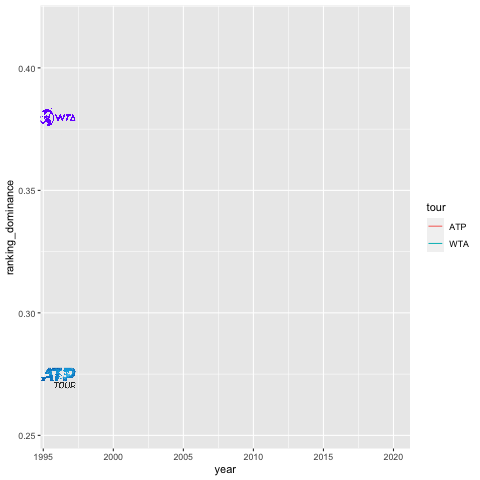 0.40
WTA
0.35
ranking_dominance
tour
ATP
WTA
0.30
ATP
TOUR
0.25
1995
2000
2005
2010
2015
2020
year